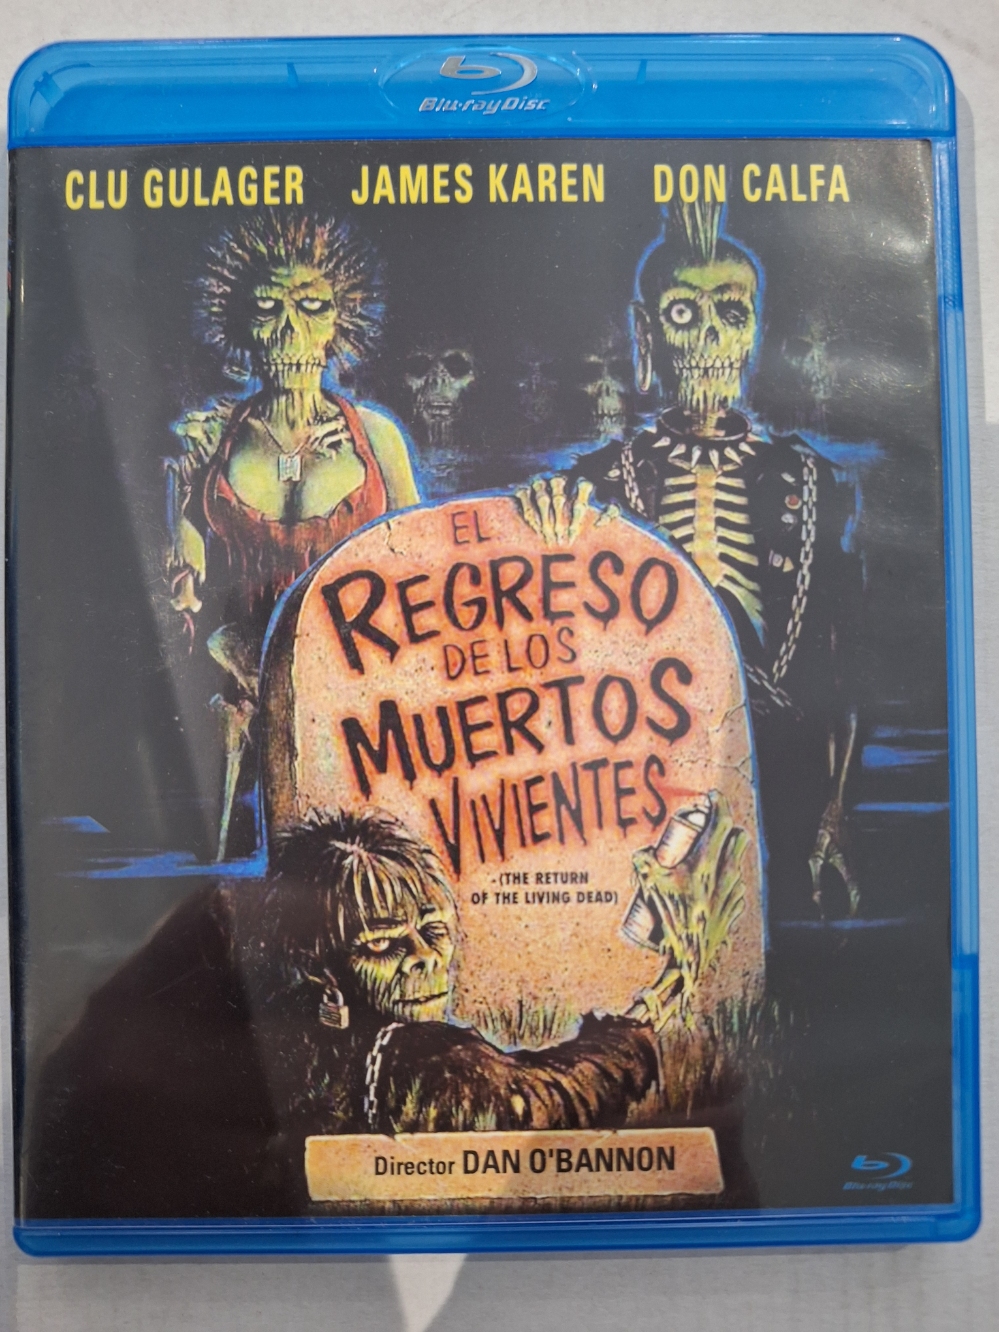 Blu-ray Disc
CLU GULAGER JAMES KAREN DON CALFA
EL
REGRESO
DE LOS
MUERTOS
VIVIENTES
(THE RETURN
OF THE LIVING DEAD)
Director DAN O'BANNON
Blu-ray Disc